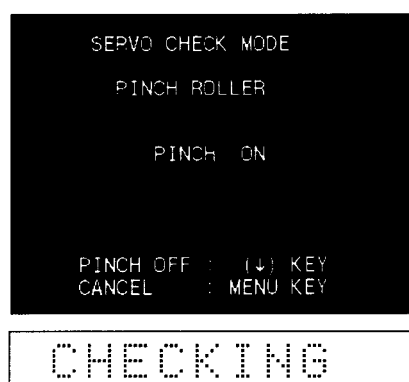 SERVO CHECK MODE
PINCH ROLLER
PINCH ON
PINCH OFF : (↓) KEY
CANCEL : MENU KEY
CHECKING